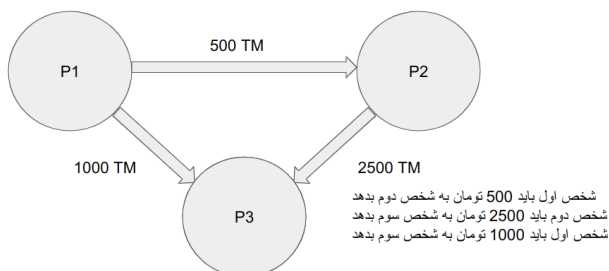 500 TM
P1
P2
1000 TM
2500 TM
P3
شخص اول باید 500 تومان به شخص دوم بدهد
شخص دوم باید 2500 تومان به شخص سوم بدهد
شخص اول باید 1000 تومان به شخص سوم بدهد